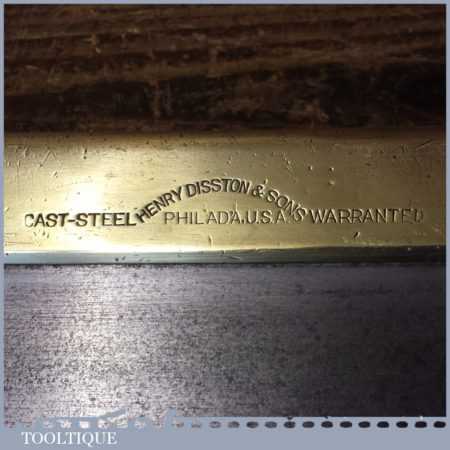 HENRY DISSTON & SONS
CAST-STEEL PHILADA.U.S.A. WARRANTED
TOOLTIQUE